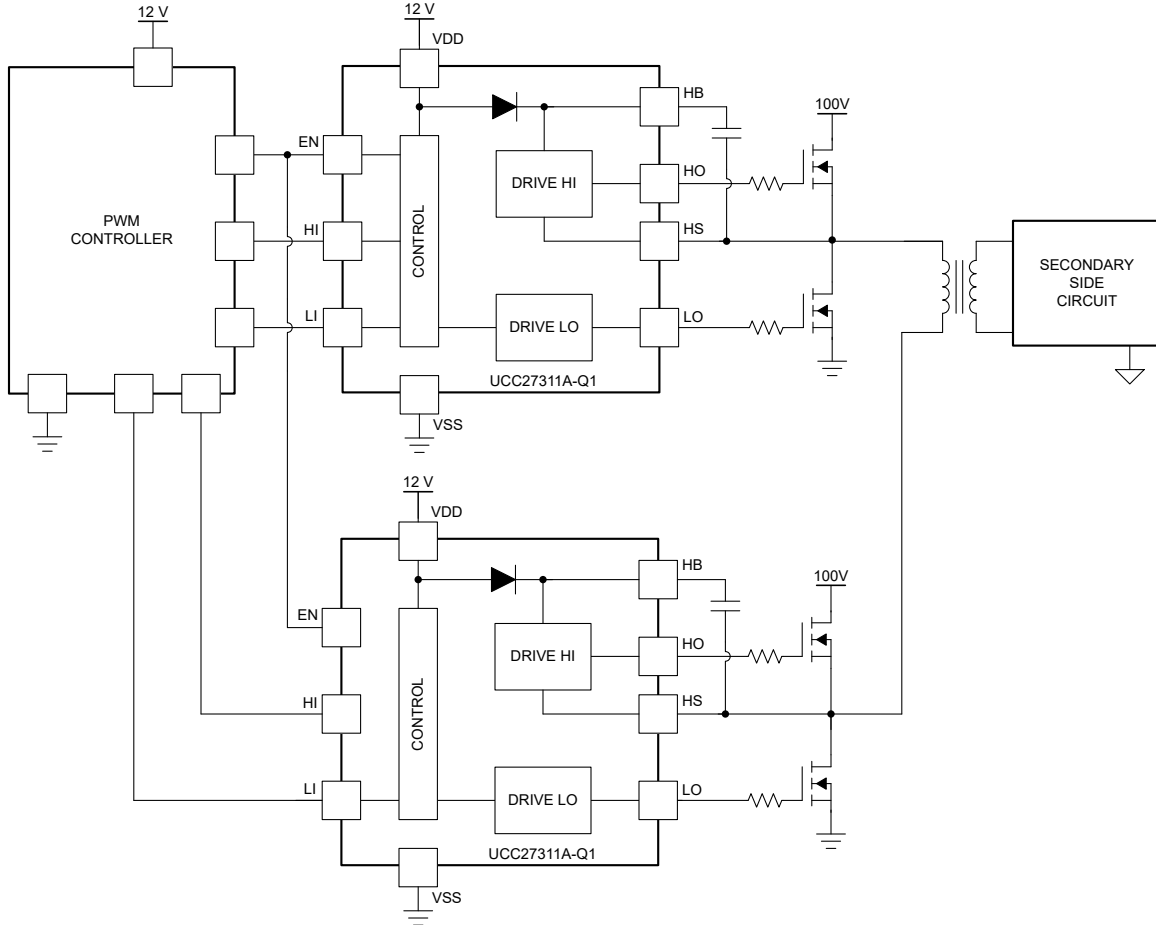 12 V
12 V
VDD
HB
100V
EN
DRIVE HI
HO
PWM
CONTROLLER
HI
CONTROL
HS
SECONDARY
SIDE
CIRCUIT
LI
DRIVE LO
LO
UCC27311A-Q1
VSS
12 V
VDD
HB
100V
EN
DRIVE HI
HO
HI
CONTROL
HS
LI
DRIVE LO
LO
UCC27311A-Q1
VSS